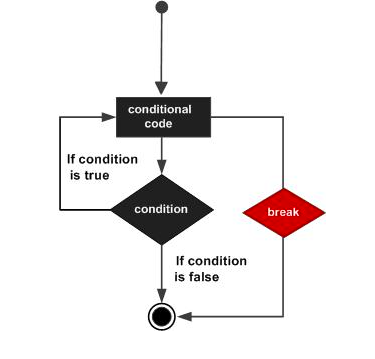 conditional
code
If condition
is true
condition
break
If condition
is false